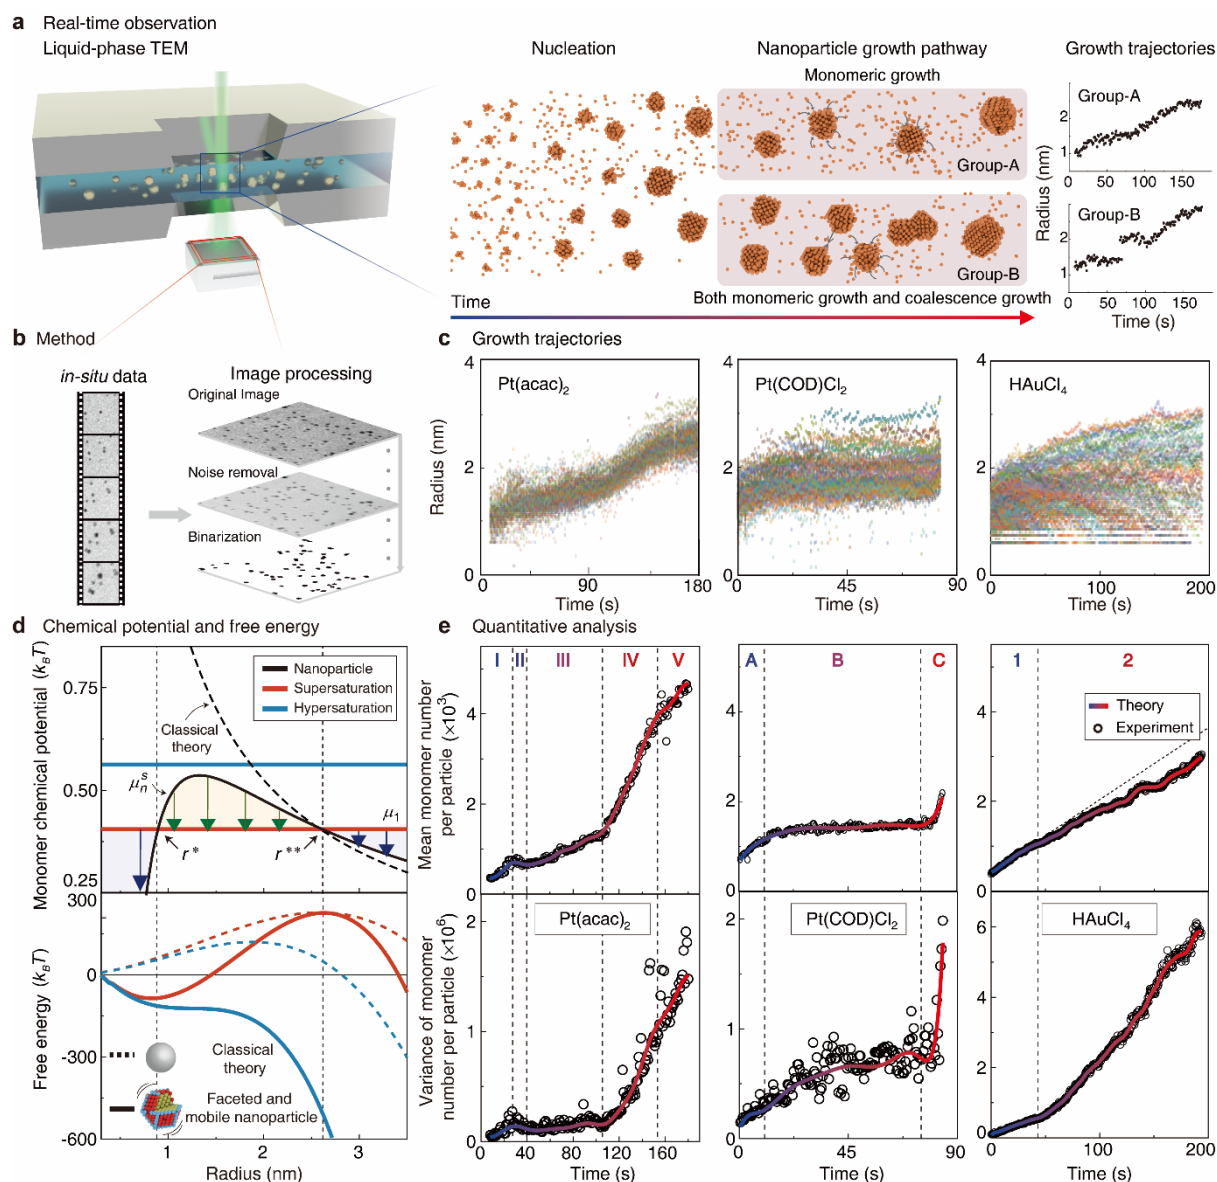 a Real-time observation
Liquid-phase TEM
Nucleation
Nanoparticle growth pathway
Growth trajectories
Monomeric growth
Group-A
Group-B
Both monomeric growth and coalescence growth
Time
Group-A
2
1
0 50 100 150
Time (s)
Radius (nm)
Group-B
2
1
0 50 100 150
Time (s)
b Method
in-situ data
Image processing
Original Image
Noise removal
Binarization
c Growth trajectories
Radius (nm)
4
2
0
Pt(acac)2
0 90 180
Time (s)
4
2
0
Pt(COD)Cl2
0 45 90
Time (s)
4
2
0
HAuCl4
0 100 200
Time (s)
d Chemical potential and free energy
Monomer chemical potential (kBT)
0.75
0.50
0.25
Nanoparticle
Supersaturation
Hypersaturation
Classical
theory
μns
μ1
r*
r**
Free energy (kBT)
300
0
-300
-600
Classical
theory
Faceted and
mobile nanoparticle
1 2 3
Radius (nm)
e Quantitative analysis
Mean monomer number
per particle (×10³)
I II III IV V
4
2
0
A B C
4
2
0
1 2
Theory
Experiment
4
2
0
Variance of monomer
number per particle (×10⁶)
Pt(acac)2
2
1
0
0 40 80 120 160
Time (s)
Pt(COD)Cl2
2
1
0
0 45 90
Time (s)
HAuCl4
6
4
2
0
0 100 200
Time (s)